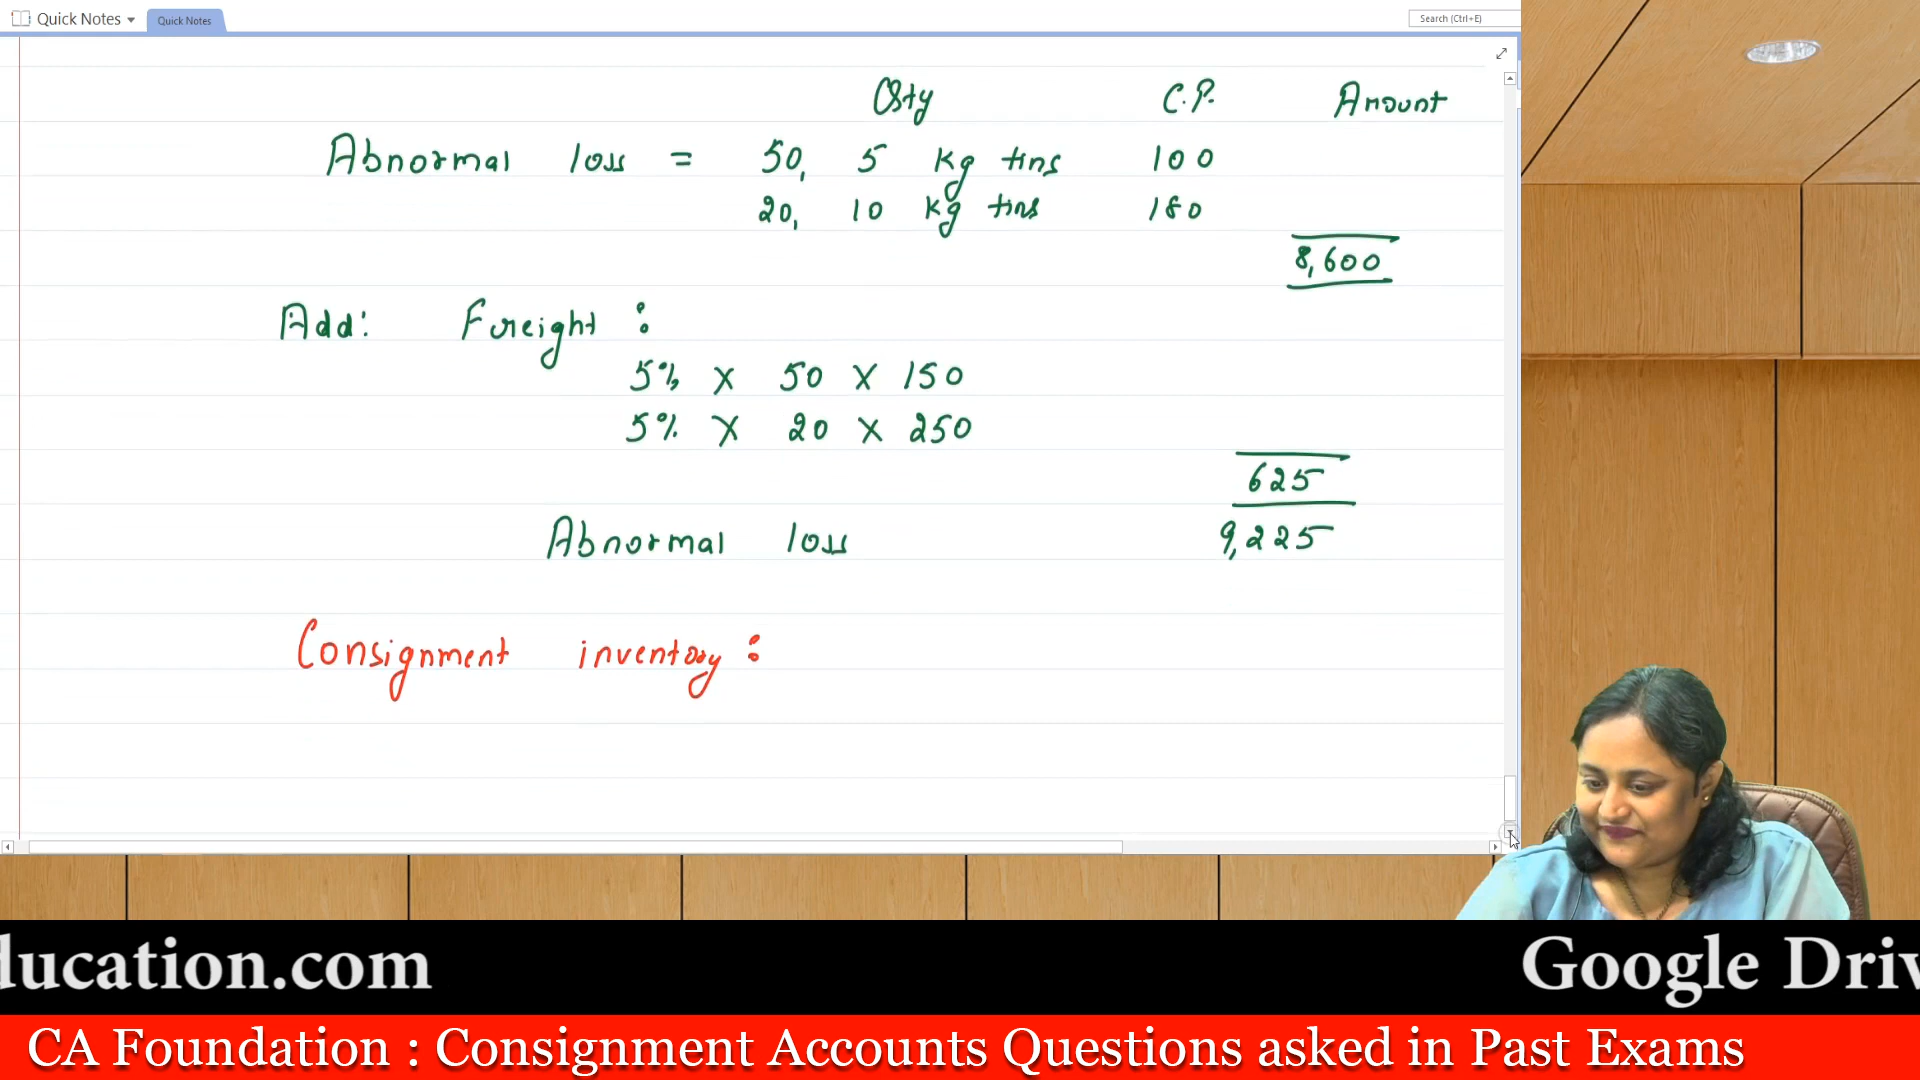 Quick Notes
Quick Notes
Search (Ctrl+E)
Qty C.P. Amount
Abnormal loss = 50, 5 kg tins 100
20, 10 kg tins 180
8,600
Add: Freight :
5% X 50 X 150
5% X 20 X 250
625
Abnormal loss 9,225
Consignment inventory :
ducation.com Google Driv
CA Foundation : Consignment Accounts Questions asked in Past Exams